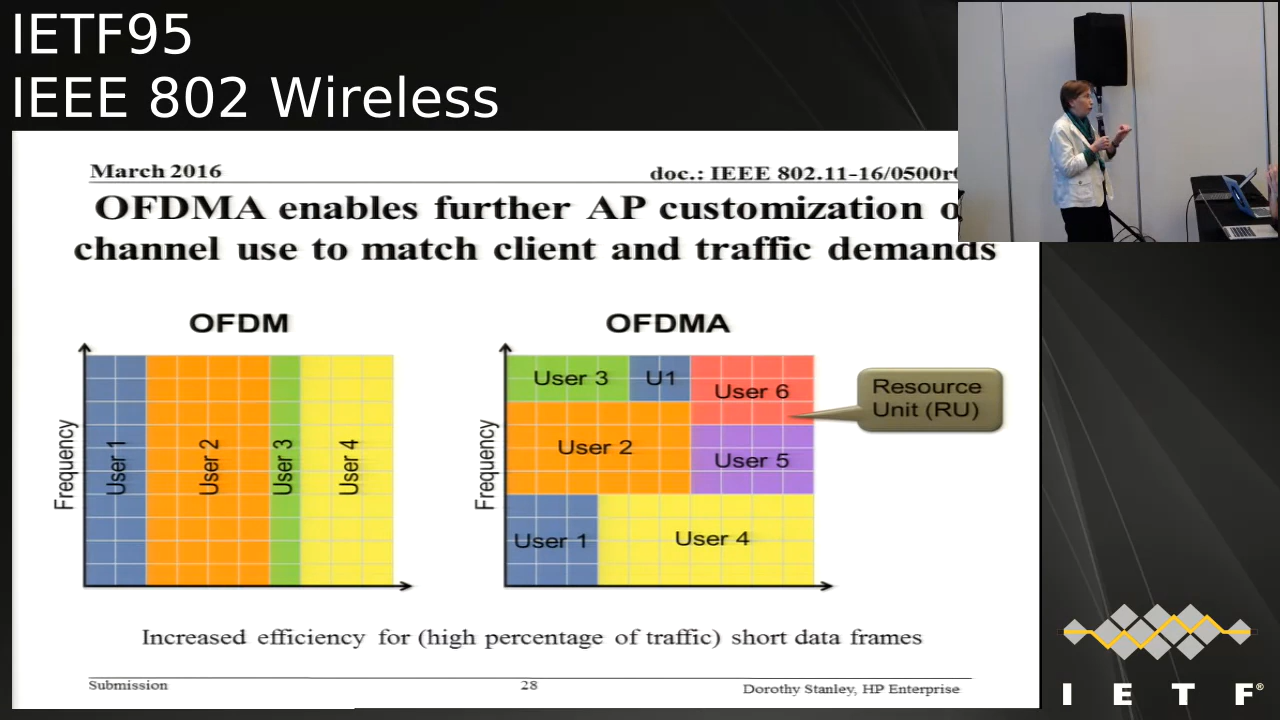 IETF95
IEEE 802 Wireless
March 2016
doc.: IEEE 802.11-16/0500r
OFDMA enables further AP customization
channel use to match client and traffic demands
OFDM
OFDMA
Frequency
User 1
User 2
User 3
User 4
Frequency
User 3
U1
User 6
User 2
User 5
User 1
User 4
Resource
Unit (RU)
Increased efficiency for (high percentage of traffic) short data frames
Submission
28
Dorothy Stanley, HP Enterprise
I E T F®